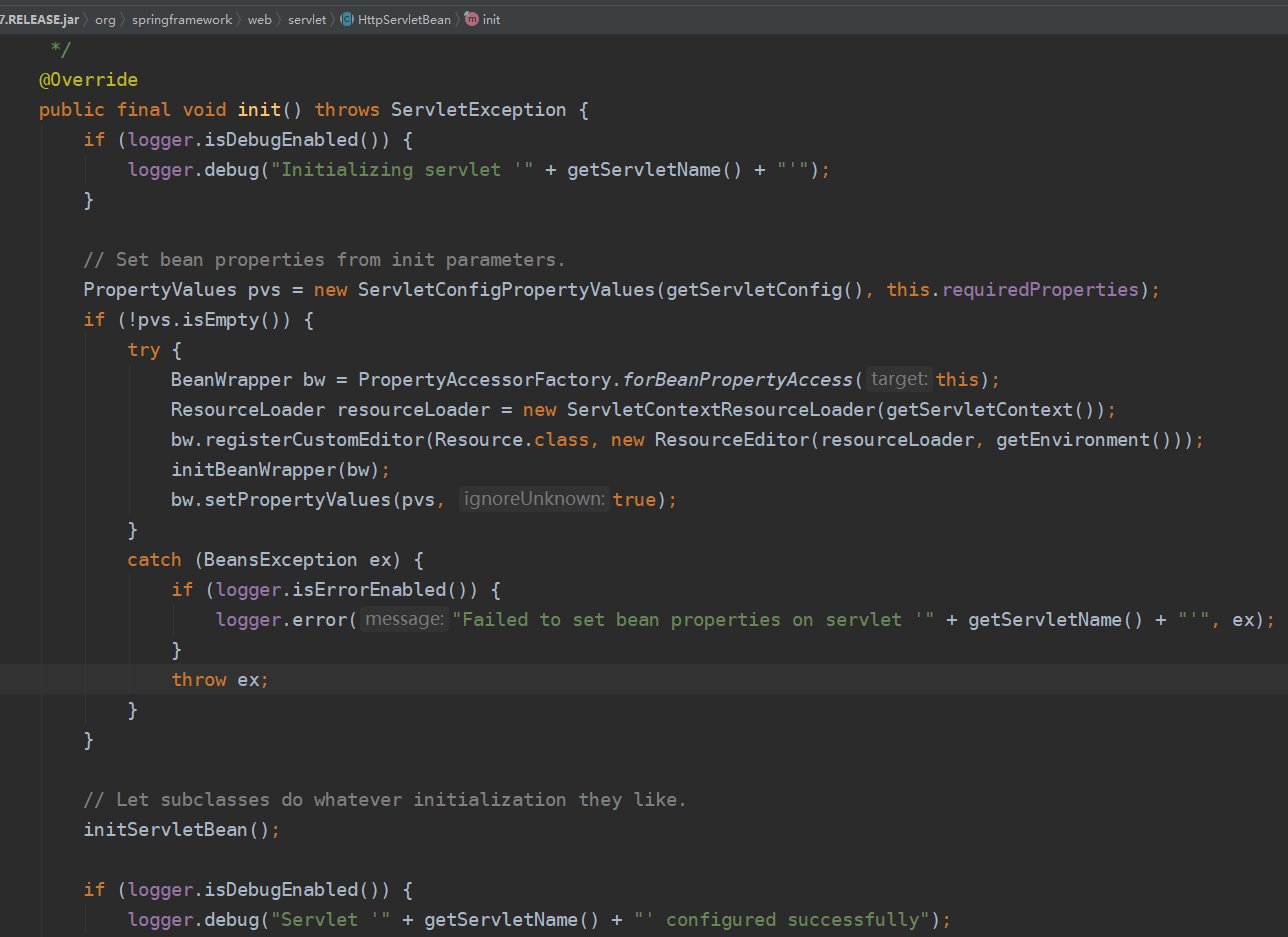 7.RELEASE.jar org springframework web servlet HttpServletBean init
*/
@Override
public final void init() throws ServletException {
if (logger.isDebugEnabled()) {
logger.debug("Initializing servlet '" + getServletName() + "'");
}
// Set bean properties from init parameters.
PropertyValues pvs = new ServletConfigPropertyValues(getServletConfig(), this.requiredProperties);
if (!pvs.isEmpty()) {
try {
BeanWrapper bw = PropertyAccessorFactory.forBeanPropertyAccess( target: this);
ResourceLoader resourceLoader = new ServletContextResourceLoader(getServletContext());
bw.registerCustomEditor(Resource.class, new ResourceEditor(resourceLoader, getEnvironment()));
initBeanWrapper(bw);
bw.setPropertyValues(pvs, ignoreUnknown: true);
}
catch (BeansException ex) {
if (logger.isErrorEnabled()) {
logger.error( message: "Failed to set bean properties on servlet '" + getServletName() + "'", ex);
}
throw ex;
}
}
// Let subclasses do whatever initialization they like.
initServletBean();
if (logger.isDebugEnabled()) {
logger.debug("Servlet '" + getServletName() + "' configured successfully");